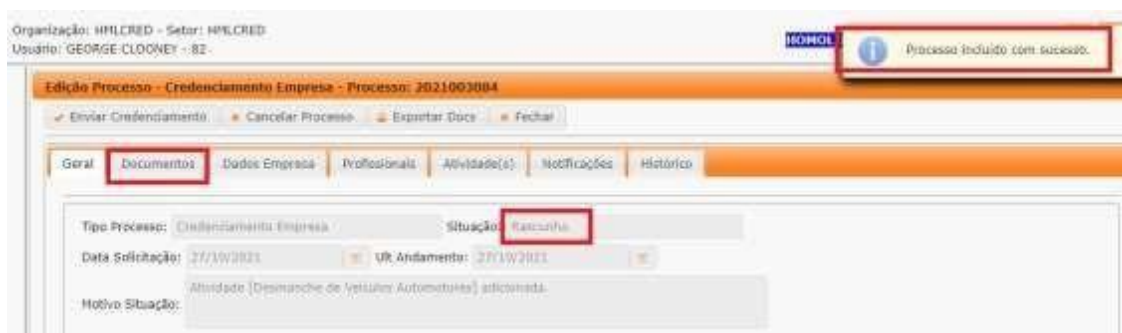 Organização: HMLCRED - Setor: HMLCRED
Usuário: GEORGE CLOONEY - 82
HOMOL
Processo incluído com sucesso.
Edição Processo - Credenciamento Empresa - Processo: 2021003084
Enviar Credenciamento Cancelar Processo Exportar Docs Fechar
Geral Documentos Dados Empresa Profissionais Atividade(s) Notificações Histórico
Tipo Processo: Credenciamento Empresa Situação: Rascunho
Data Solicitação: 27/10/2021 Ult Andamento: 27/10/2021
Motivo Situação: Atividade [Desmanche de Veículos Automotores] adicionada.